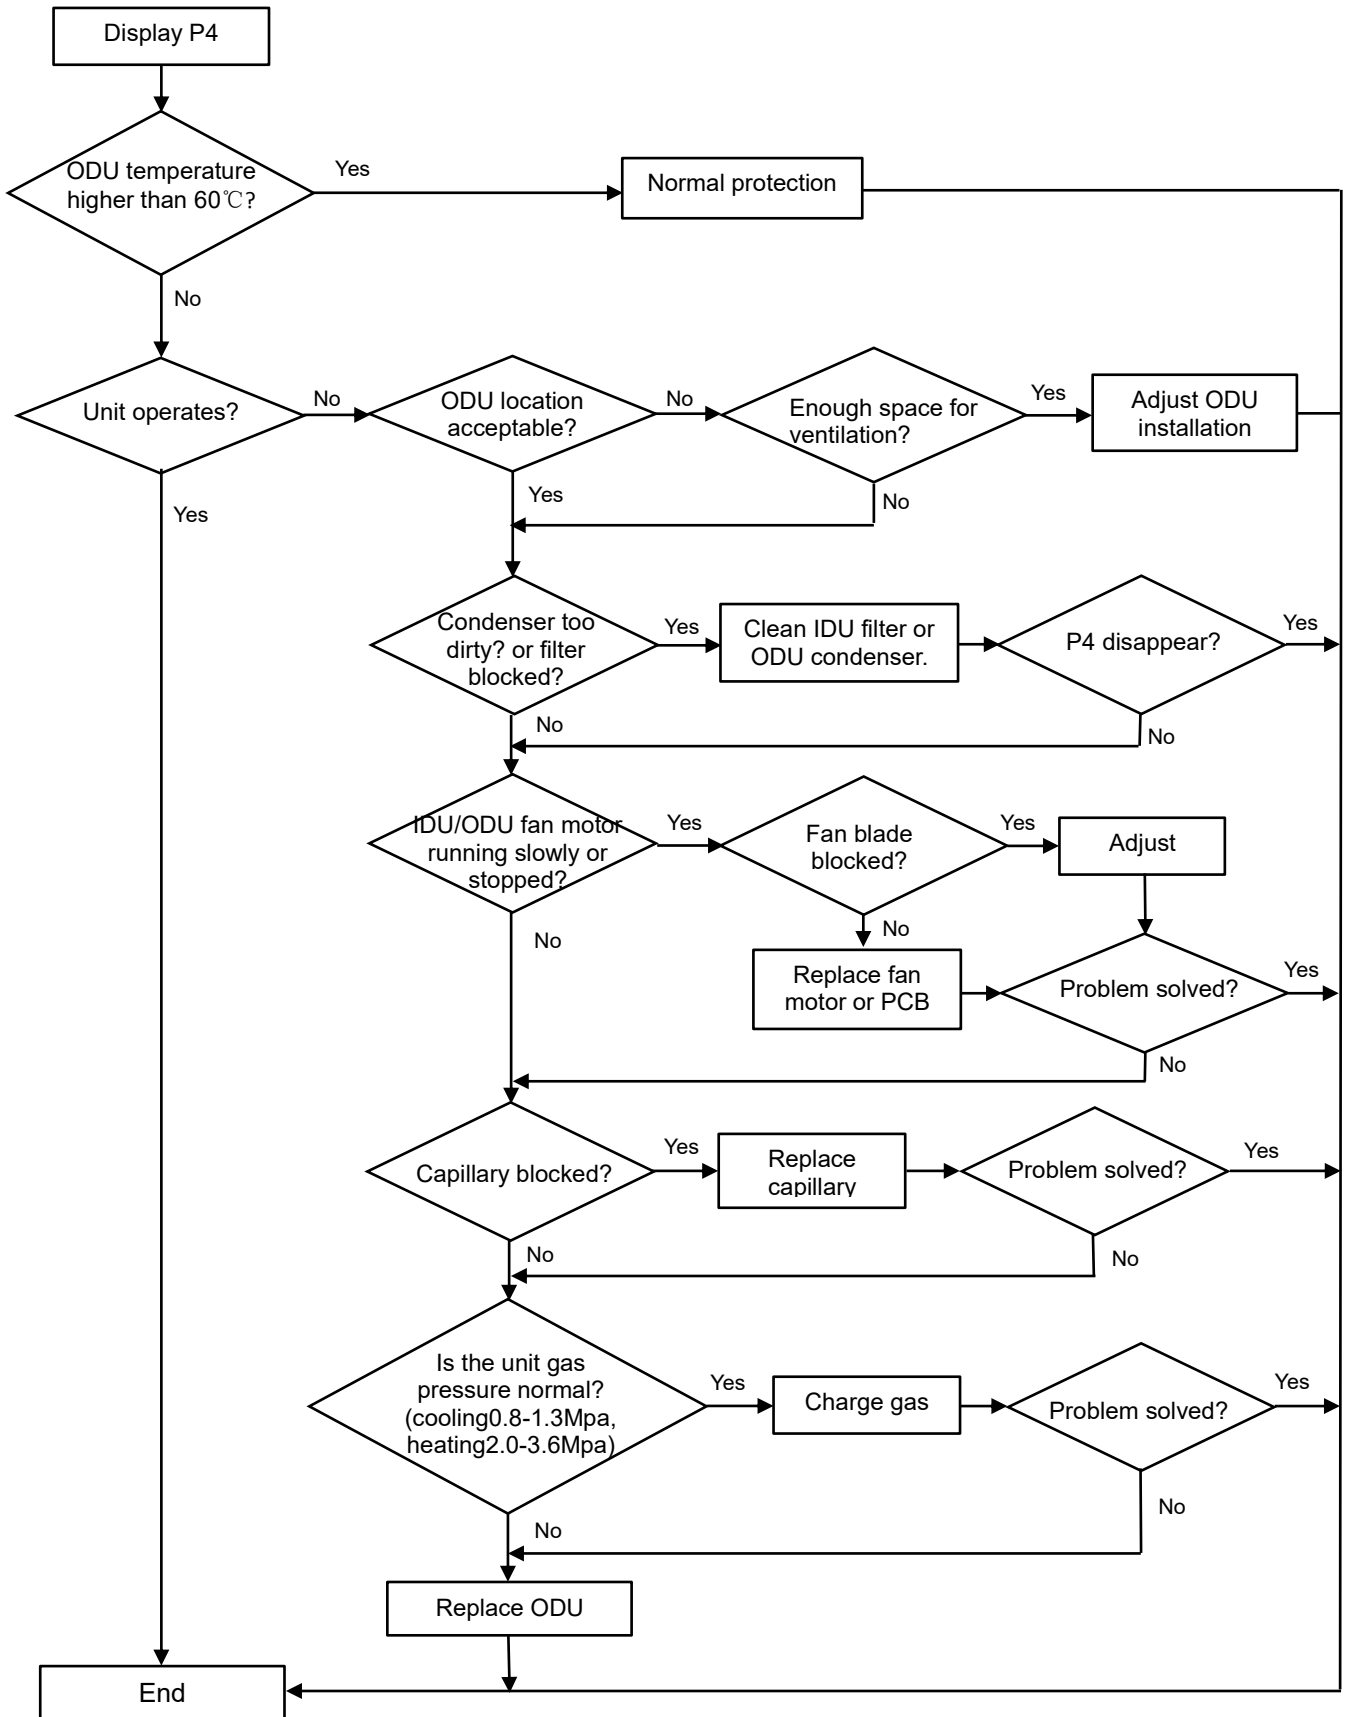 Display P4
ODU temperature
higher than 60℃?
Yes
Normal protection
No
Unit operates?
No
ODU location
acceptable?
No
Enough space for
ventilation?
Yes
Adjust ODU
installation
Yes
Yes
No
Condenser too
dirty? or filter
blocked?
Yes
Clean IDU filter or
ODU condenser.
P4 disappear?
Yes
No
No
IDU/ODU fan motor
running slowly or
stopped?
Yes
Fan blade
blocked?
Yes
Adjust
No
No
Replace fan
motor or PCB
Problem solved?
Yes
No
Capillary blocked?
Yes
Replace
capillary
Problem solved?
Yes
No
No
Is the unit gas
pressure normal?
(cooling0.8-1.3Mpa,
heating2.0-3.6Mpa)
Yes
Charge gas
Problem solved?
Yes
No
No
Replace ODU
End